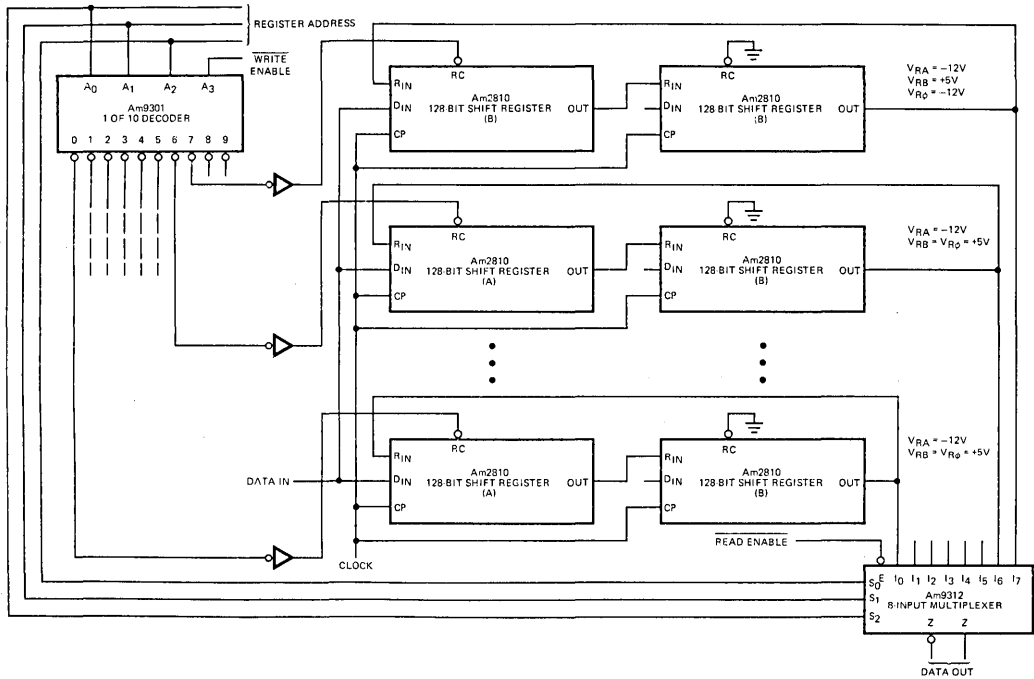 REGISTER ADDRESS
WRITE
ENABLE
A0 A1 A2 A3
Am9301
1 OF 10 DECODER
0 1 2 3 4 5 6 7 8 9
RC
RIN
DIN
CP
Am2810
128-BIT SHIFT REGISTER
(B)
OUT
RC
RIN
DIN
CP
Am2810
128-BIT SHIFT REGISTER
(B)
OUT
VRA = −12V
VRB = +5V
VRφ = −12V
RC
RIN
DIN
CP
Am2810
128-BIT SHIFT REGISTER
(A)
OUT
RC
RIN
DIN
CP
Am2810
128-BIT SHIFT REGISTER
(B)
OUT
VRA = −12V
VRB = VRφ = +5V
RC
RIN
DIN
CP
Am2810
128-BIT SHIFT REGISTER
(A)
OUT
RC
RIN
DIN
CP
Am2810
128-BIT SHIFT REGISTER
(B)
OUT
VRA = −12V
VRB = VRφ = +5V
DATA IN
CLOCK
READ ENABLE
S0 E I0 I1 I2 I3 I4 I5 I6 I7
S1
S2
Am9312
8-INPUT MULTIPLEXER
Z Z
DATA OUT